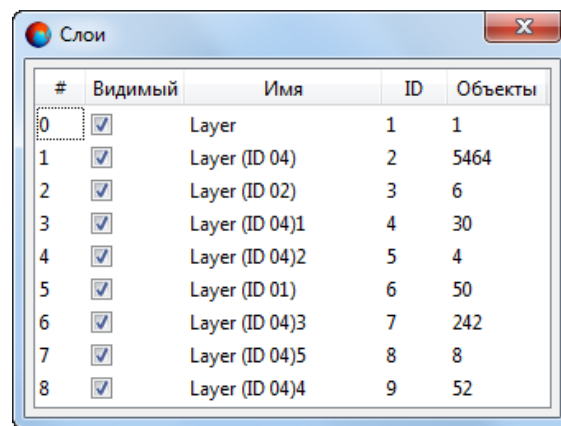 Слои
# Видимый Имя ID Объекты
0 Layer 1 1
1 Layer (ID 04) 2 5464
2 Layer (ID 02) 3 6
3 Layer (ID 04)1 4 30
4 Layer (ID 04)2 5 4
5 Layer (ID 01) 6 50
6 Layer (ID 04)3 7 242
7 Layer (ID 04)5 8 8
8 Layer (ID 04)4 9 52